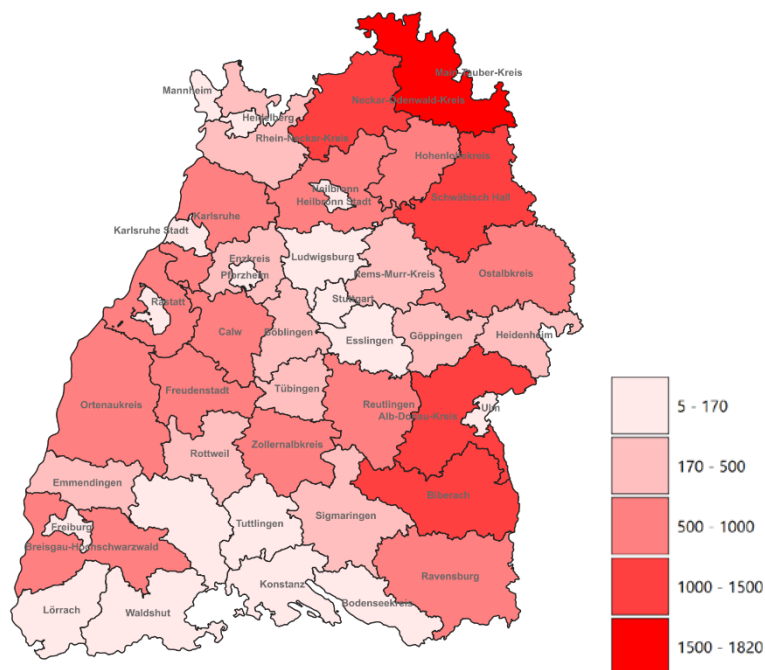 Main-Tauber-Kreis
Mannheim
Neckar-Odenwald-Kreis
Heidelberg
Rhein-Neckar-Kreis
Hohenlohekreis
Heilbronn
Schwäbisch Hall
Heilbronn Stadt
Karlsruhe
Karlsruhe Stadt
Enzkreis
Ludwigsburg
Pforzheim
Rems-Murr-Kreis
Ostalbkreis
Stuttgart
Rastatt
Calw
Böblingen
Esslingen
Göppingen
Heidenheim
Tübingen
Freudenstadt
Reutlingen
Ortenaukreis
Ulm
Alb-Donau-Kreis
Zollernalbkreis
Rottweil
Emmendingen
Biberach
Sigmaringen
Freiburg
Tuttlingen
Breisgau-Hochschwarzwald
Ravensburg
Konstanz
Bodenseekreis
Lörrach
Waldshut
5 - 170
170 - 500
500 - 1000
1000 - 1500
1500 - 1820